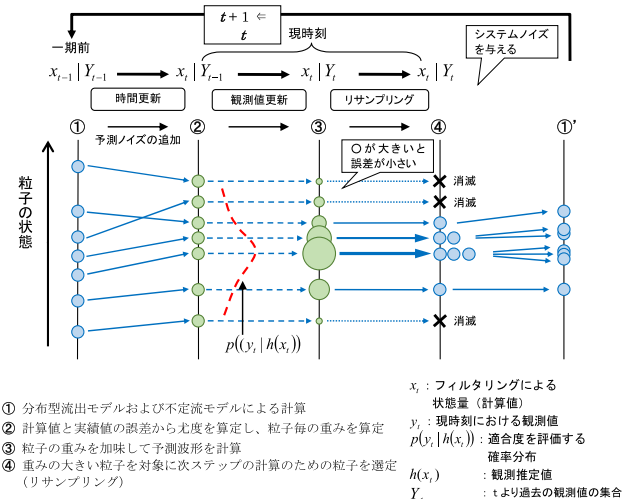 t + 1 ⇐
t
一期前
現時刻
システムノイズ
を与える
x_{t-1} | Y_{t-1}
x_t | Y_{t-1}
x_t | Y_t
x_t | Y_t
時間更新
観測値更新
リサンプリング
①
②
③
④
①'
予測ノイズの追加
〇が大きいと
誤差が小さい
粒子の状態
消滅
消滅
消滅
p((y_t | h(x_t))
① 分布型流出モデルおよび不定流モデルによる計算
② 計算値と実績値の誤差から尤度を算定し、粒子毎の重みを算定
③ 粒子の重みを加味して予測波形を計算
④ 重みの大きい粒子を対象に次ステップの計算のための粒子を選定
(リサンプリング)
x_t：フィルタリングによる
状態量（計算値）
y_t：現時刻における観測値
p(y_t | h(x_t)：適合度を評価する
確率分布
h(x_t)：観測推定値
Y：t より過去の観測値の集合